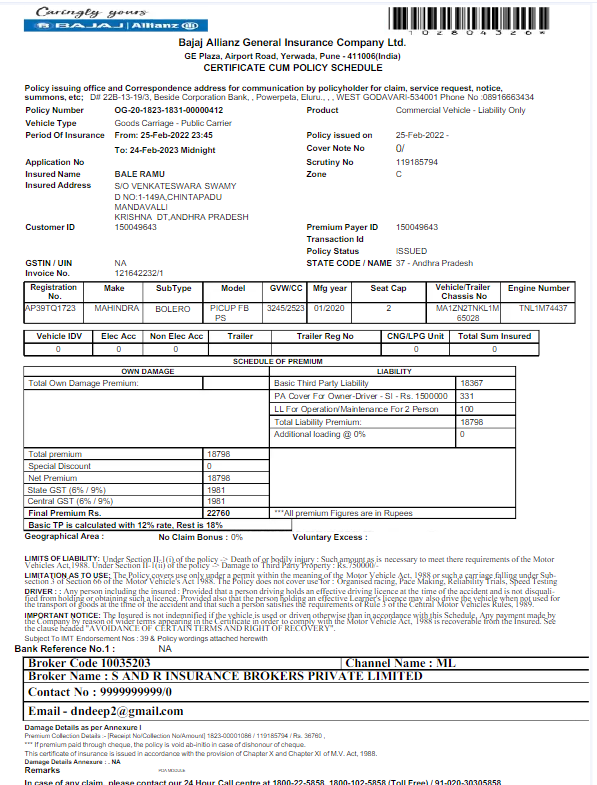 Caringly yours
BAJAJ | Allianz
1 0 2 8 0 4 3 2 6 8
Bajaj Allianz General Insurance Company Ltd.
GE Plaza, Airport Road, Yerwada, Pune - 411006(India)
CERTIFICATE CUM POLICY SCHEDULE
Policy issuing office and Correspondence address for communication by policyholder for claim, service request, notice,
summons, etc; D# 22B-13-19/3, Beside Corporation Bank, , Powerpeta, Eluru., , , WEST GODAVARI-534001 Phone No :08916663434
Policy Number OG-20-1823-1831-00000412 Product Commercial Vehicle - Liability Only
Vehicle Type Goods Carriage - Public Carrier
Period Of Insurance From: 25-Feb-2022 23:45 Policy issued on 25-Feb-2022 -
To: 24-Feb-2023 Midnight Cover Note No 0/
Application No Scrutiny No 119185794
Insured Name BALE RAMU Zone C
Insured Address S/O VENKATESWARA SWAMY
D NO:1-149A,CHINTAPADU
MANDAVALLI
KRISHNA DT,ANDHRA PRADESH
Customer ID 150049643 Premium Payer ID 150049643
Transaction Id
Policy Status ISSUED
GSTIN / UIN NA STATE CODE / NAME 37 - Andhra Pradesh
Invoice No. 121642232/1
Registration No. Make SubType Model GVW/CC Mfg year Seat Cap Vehicle/Trailer Chassis No Engine Number
AP39TQ1723 MAHINDRA BOLERO PICUP FB PS 3245/2523 01/2020 2 MA1ZN2TNKL1M65028 TNL1M74437
Vehicle IDV Elec Acc Non Elec Acc Trailer Trailer Reg No CNG/LPG Unit Total Sum Insured
0 0 0 0 0
SCHEDULE OF PREMIUM
OWN DAMAGE LIABILITY
Total Own Damage Premium: Basic Third Party Liability 18367
PA Cover For Owner-Driver - SI - Rs. 1500000 331
LL For Operation/Maintenance For 2 Person 100
Total Liability Premium: 18798
Additional loading @ 0% 0
Total premium 18798
Special Discount 0
Net Premium 18798
State GST (6% / 9%) 1981
Central GST (6% / 9%) 1981
Final Premium Rs. 22760 ***All premium Figures are in Rupees
Basic TP is calculated with 12% rate, Rest is 18%
Geographical Area : No Claim Bonus : 0% Voluntary Excess :
LIMITS OF LIABILITY: Under Section II-1(i) of the policy -> Death of or bodily injury : Such amount as is necessary to meet there requirements of the Motor
Vehicles Act,1988. Under Section II-1(ii) of the policy -> Damage to Third Party Property : Rs.750000/-
LIMITATION AS TO USE: The Policy covers use only under a permit within the meaning of the Motor Vehicle Act, 1988 or such a carriage falling under Sub-
section 3 of Section 66 of the Motor Vehicle's Act 1988. The Policy does not cover use for : Organised racing, Pace Making, Reliability Trials, Speed Testing
DRIVER : : Any person including the insured : Provided that a person driving holds an effective driving licence at the time of the accident and is not disquali-
fied from holding or obtaining such a licence. Provided also that the person holding an effective Learner's licence may also drive the vehicle when not used for
the transport of goods at the time of the accident and that such a person satisfies the requirements of Rule 3 of the Central Motor Vehicles Rules, 1989.
IMPORTANT NOTICE: The Insured is not indemnified if the vehicle is used or driven otherwise than in accordance with this Schedule, Any payment made by
the Company by reason of wider terms appearing in the Certificate in order to comply with the Motor Vehicle Act, 1988 is recoverable from the Insured. See
the clause headed "AVOIDANCE OF CERTAIN TERMS AND RIGHT OF RECOVERY".
Subject To IMT Endorsement Nos : 39 & Policy wordings attached herewith
Bank Reference No.1 : NA
Broker Code 10035203 Channel Name : ML
Broker Name : S AND R INSURANCE BROKERS PRIVATE LIMITED
Contact No : 9999999999/0
Email - dndeep2@gmail.com
Damage Details as per Annexure I
Premium Collection Details :- [Receipt No/Collection No/Amount] 1823-00001086 / 119185794 / Rs. 36760 ,
*** If premium paid through cheque, the policy is void ab-initio in case of dishonour of cheque.
This certificate of insurance is issued in accordance with the provision of Chapter X and Chapter XI of M.V. Act, 1988.
Damage Details Annexure : . NA
Remarks
In case of any claim, please contact our 24 Hour Call centre at 1800-22-5858, 1800-102-5858 (Toll Free) / 91-020-30305858